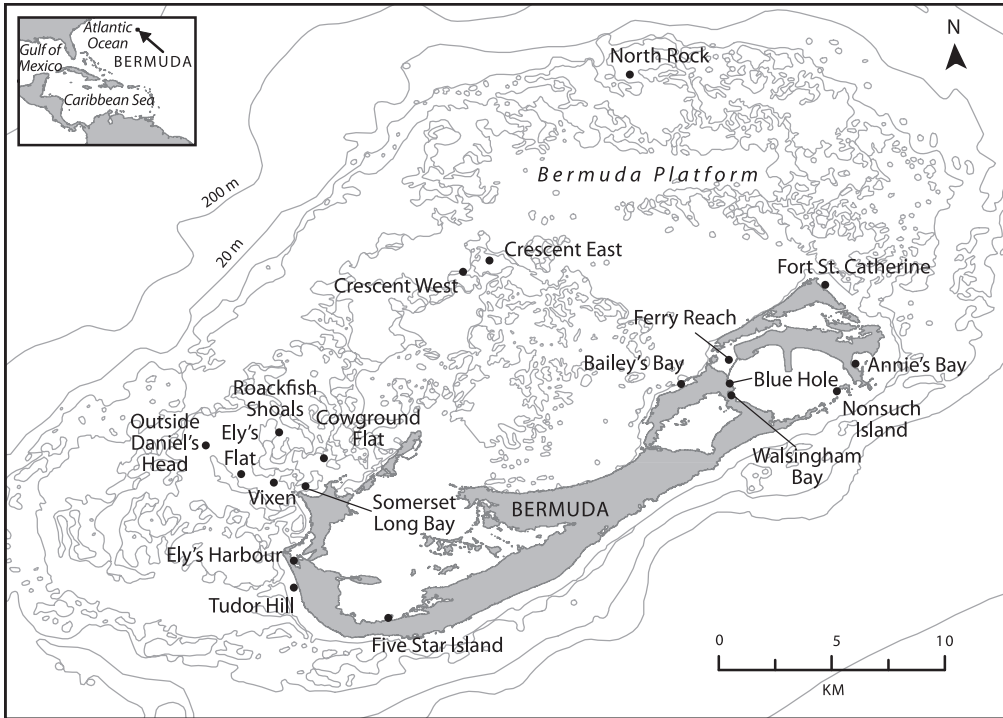 Atlantic
Ocean
Gulf of
Mexico
BERMUDA
Caribbean Sea
N
North Rock
Bermuda Platform
200 m
20 m
Crescent East
Crescent West
Fort St. Catherine
Ferry Reach
Bailey's Bay
Annie's Bay
Blue Hole
Nonsuch
Island
Walsingham
Bay
Roackfish
Shoals
Cowground
Flat
Outside
Daniel's
Head
Ely's
Flat
Vixen
Somerset
Long Bay
BERMUDA
Ely's Harbour
Tudor Hill
Five Star Island
0 5 10
KM